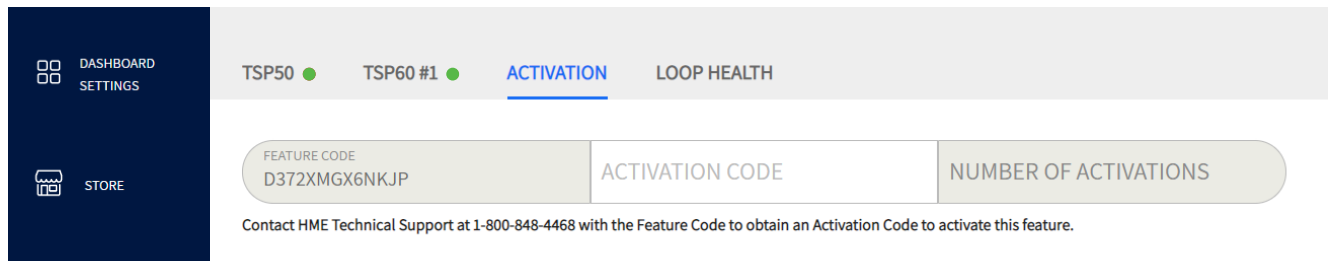 DASHBOARD
SETTINGS
TSP50
TSP60 #1
ACTIVATION
LOOP HEALTH
STORE
FEATURE CODE
D372XMGX6NKJP
ACTIVATION CODE
NUMBER OF ACTIVATIONS
Contact HME Technical Support at 1-800-848-4468 with the Feature Code to obtain an Activation Code to activate this feature.